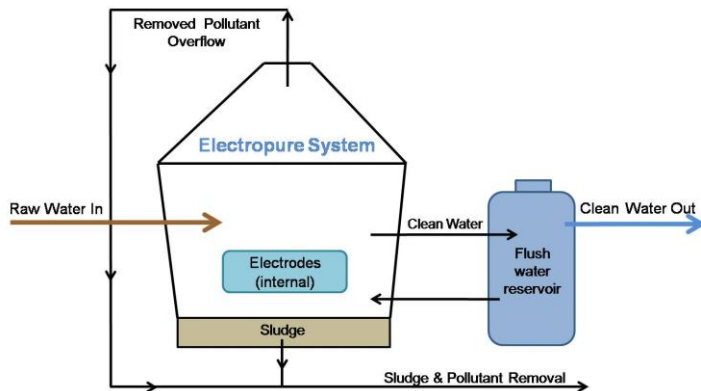 Removed Pollutant
Overflow
Electropure System
Raw Water In
Clean Water
Clean Water Out
Electrodes
(internal)
Flush
water
reservoir
Sludge
Sludge & Pollutant Removal